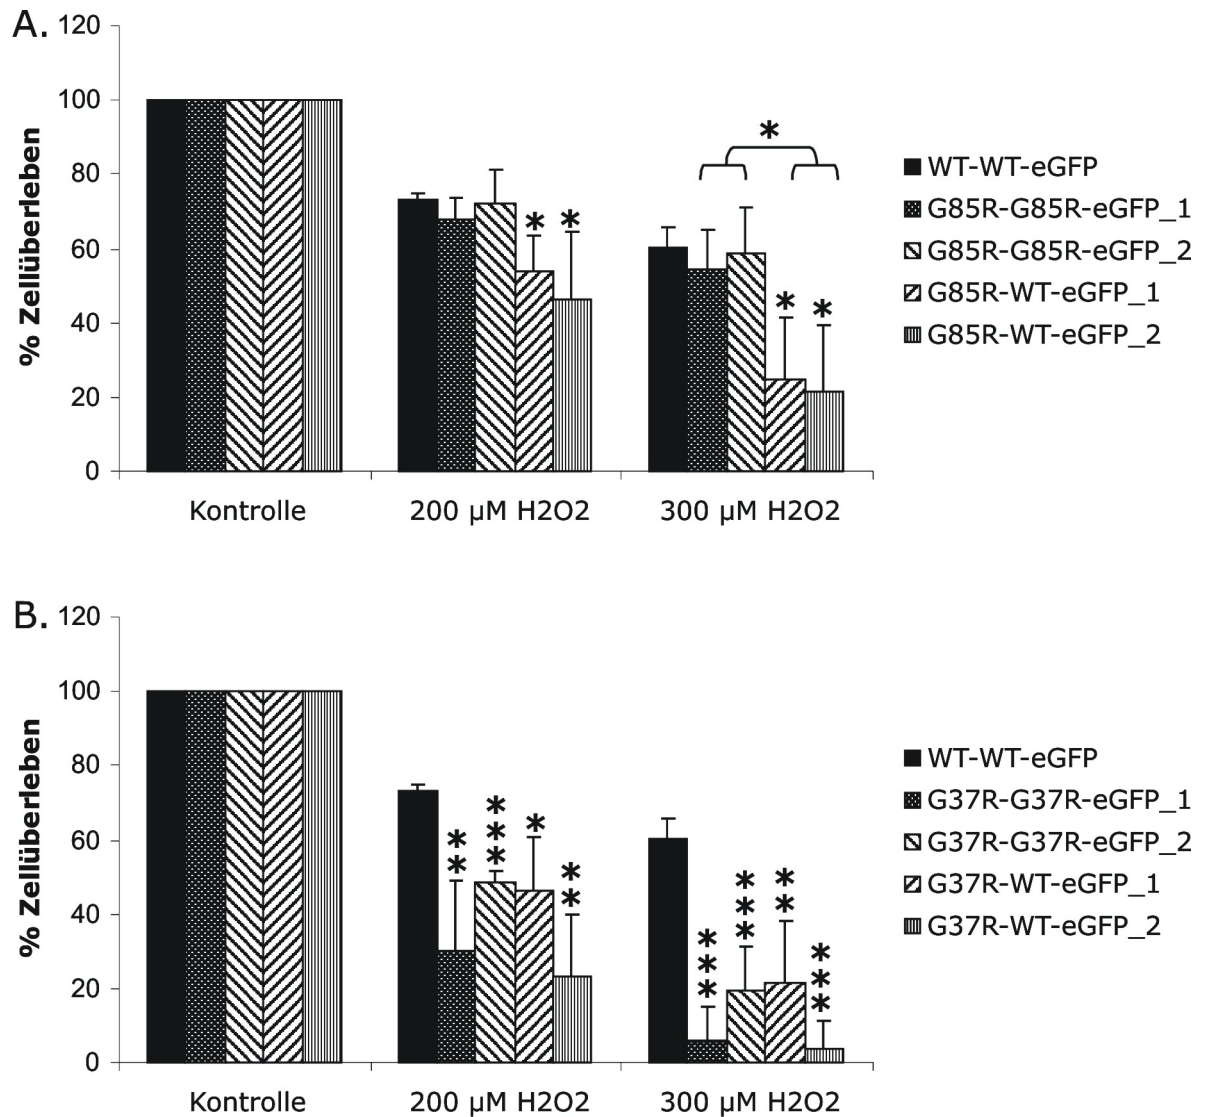 A.
120
100
80
60
40
20
0
% Zellüberleben
*
* *
* *
Kontrolle 200 µM H2O2 300 µM H2O2
WT-WT-eGFP
G85R-G85R-eGFP_1
G85R-G85R-eGFP_2
G85R-WT-eGFP_1
G85R-WT-eGFP_2
B.
120
100
80
60
40
20
0
% Zellüberleben
** *** * **
*** *** ** ***
Kontrolle 200 µM H2O2 300 µM H2O2
WT-WT-eGFP
G37R-G37R-eGFP_1
G37R-G37R-eGFP_2
G37R-WT-eGFP_1
G37R-WT-eGFP_2